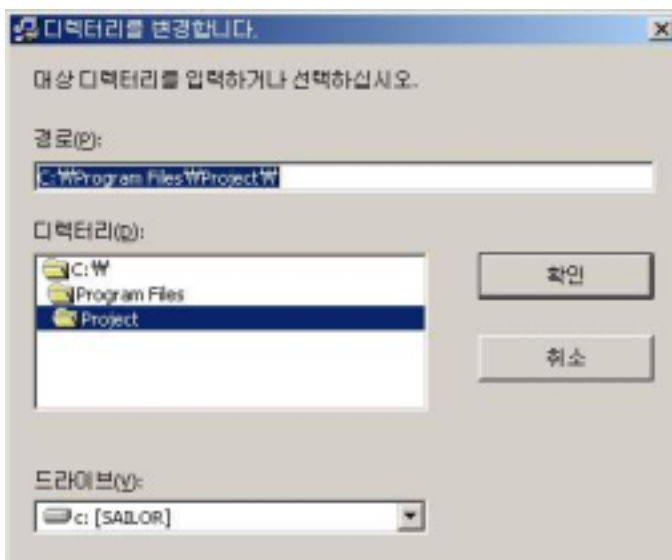 디렉터리를 변경합니다.
대상 디렉터리를 입력하거나 선택하십시오.
경로(P):
C:₩Program Files₩Project₩
디렉터리(D):
C:₩
Program Files
Project
확인
취소
드라이브(V):
c: [SAILOR]